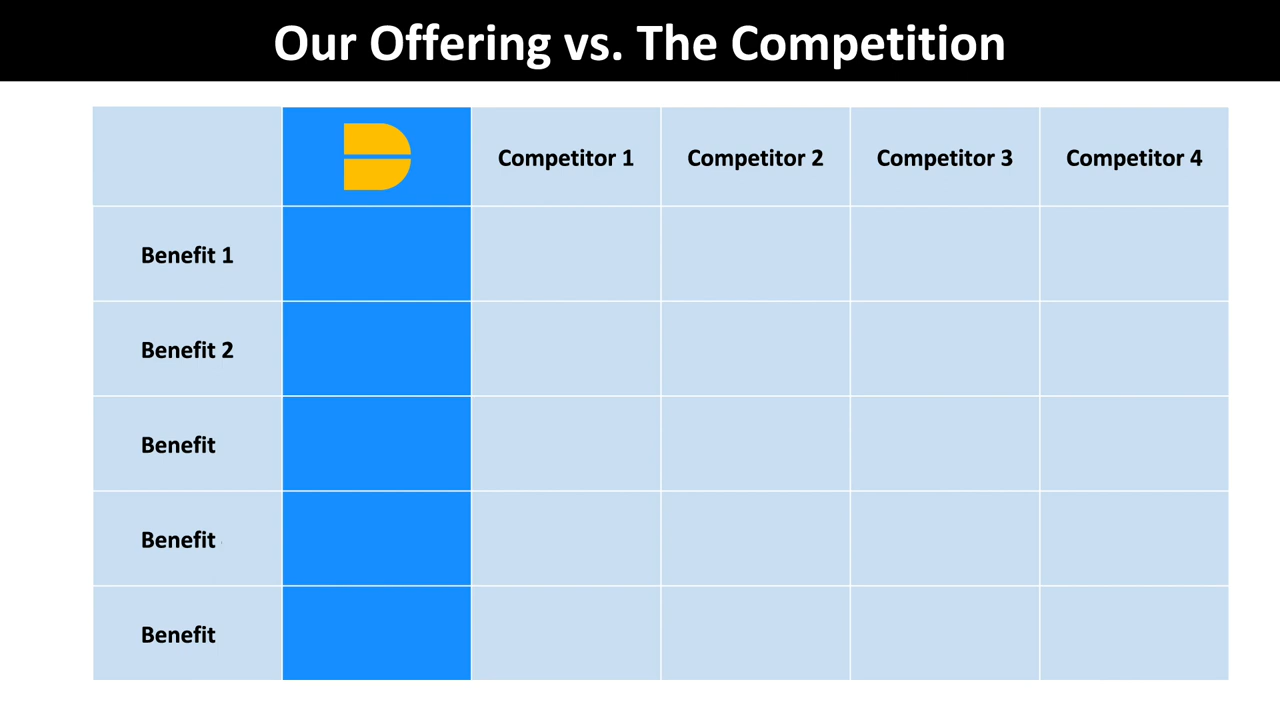 Our Offering vs. The Competition
Competitor 1 Competitor 2 Competitor 3 Competitor 4
Benefit 1
Benefit 2
Benefit
Benefit
Benefit